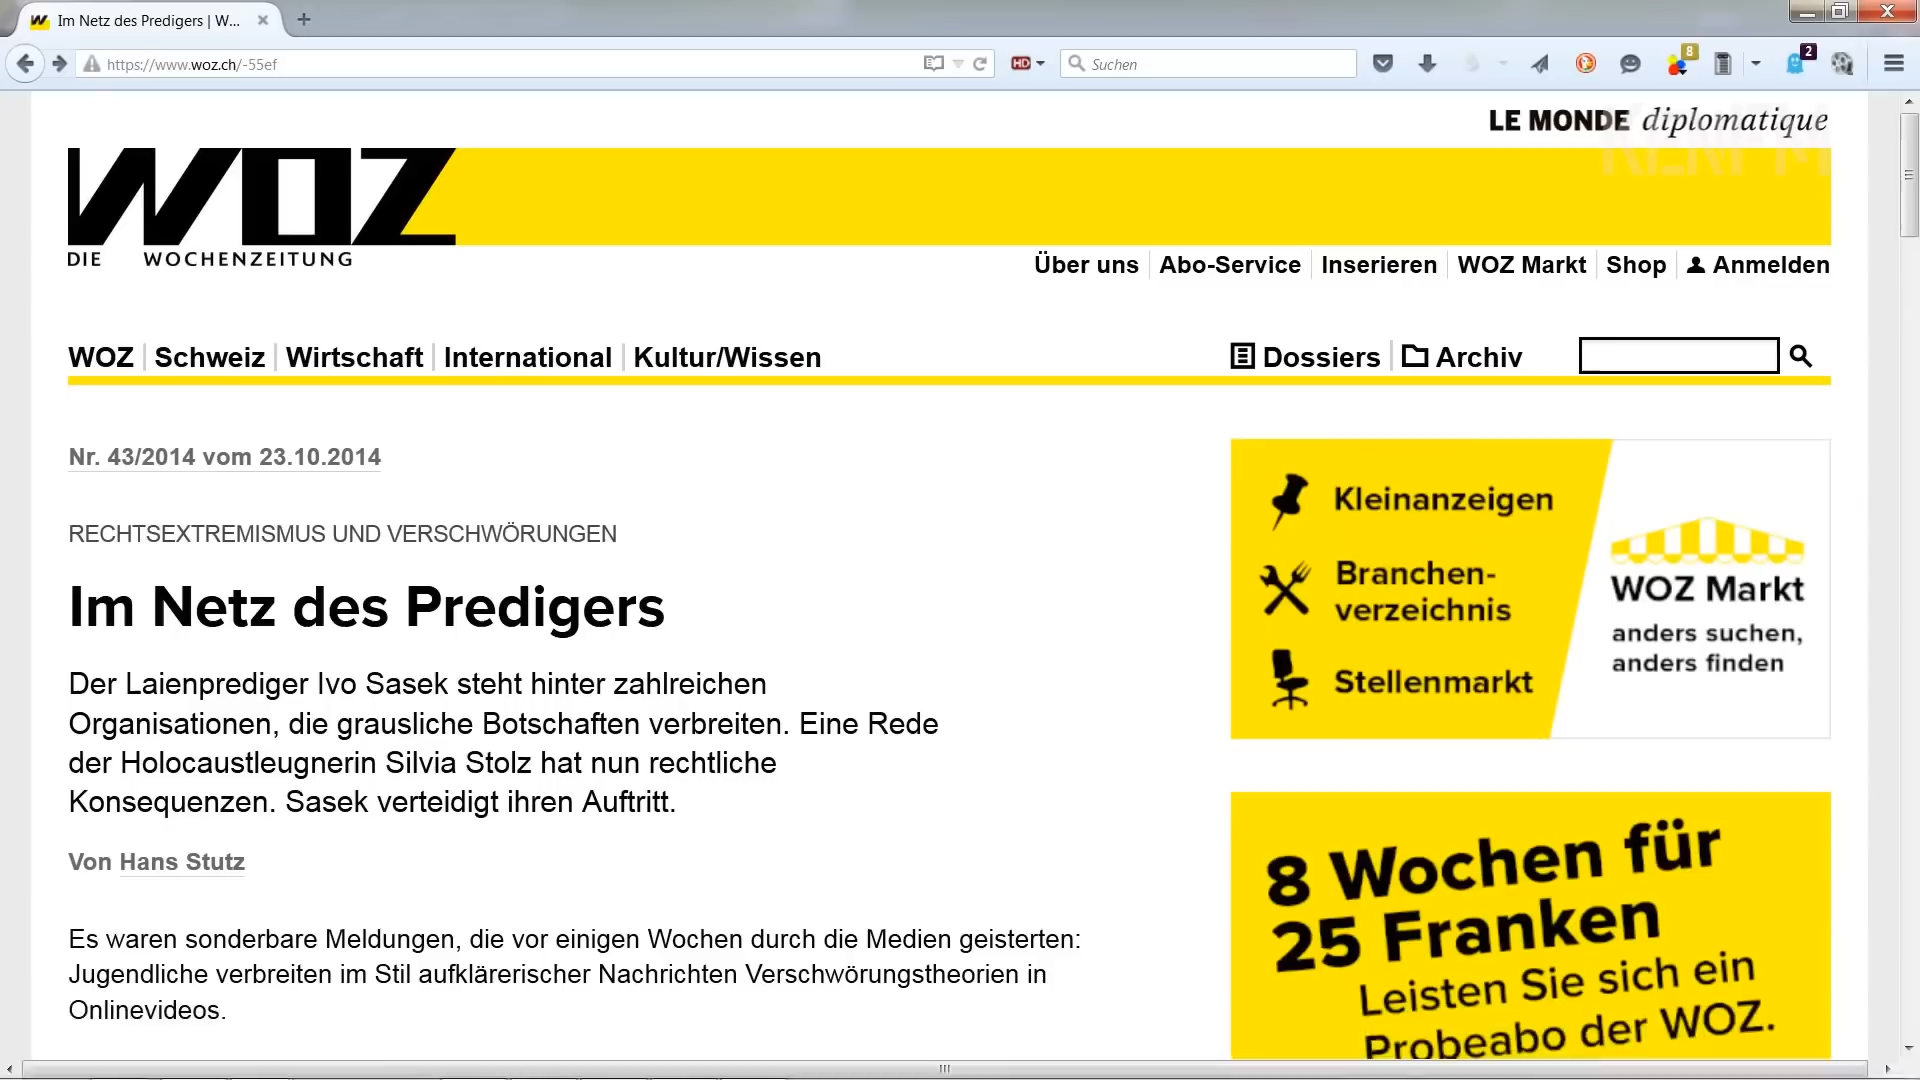 Im Netz des Predigers | W...
https://www.woz.ch/-55ef
HD
Suchen
8
2
LE MONDE diplomatique
WOZ
DIE WOCHENZEITUNG
Über uns
Abo-Service
Inserieren
WOZ Markt
Shop
Anmelden
WOZ
Schweiz
Wirtschaft
International
Kultur/Wissen
Dossiers
Archiv
Nr. 43/2014 vom 23.10.2014
RECHTSEXTREMISMUS UND VERSCHWÖRUNGEN
Im Netz des Predigers
Der Laienprediger Ivo Sasek steht hinter zahlreichen
Organisationen, die grausliche Botschaften verbreiten. Eine Rede
der Holocaustleugnerin Silvia Stolz hat nun rechtliche
Konsequenzen. Sasek verteidigt ihren Auftritt.
Von Hans Stutz
Es waren sonderbare Meldungen, die vor einigen Wochen durch die Medien geisterten:
Jugendliche verbreiten im Stil aufklärerischer Nachrichten Verschwörungstheorien in
Onlinevideos.
Kleinanzeigen
Branchen-
verzeichnis
Stellenmarkt
WOZ Markt
anders suchen,
anders finden
8 Wochen für
25 Franken
Leisten Sie sich ein
Probeabo der WOZ.